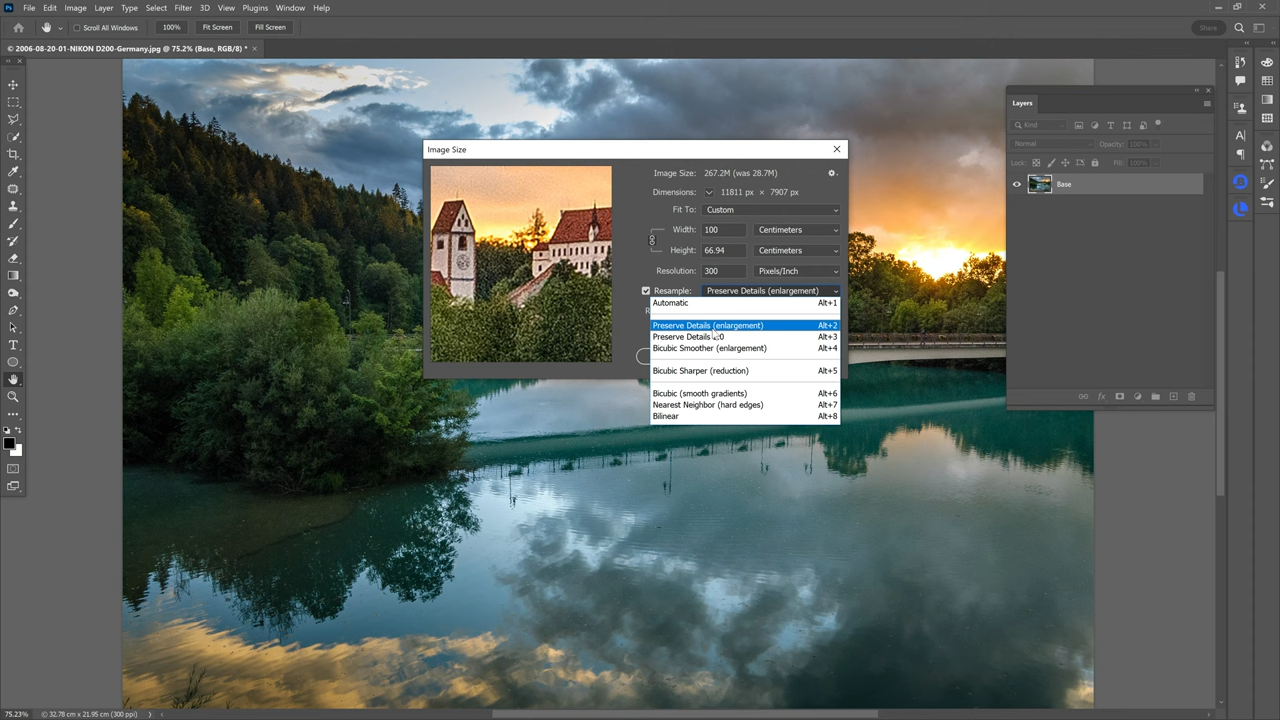 Ps File Edit Image Layer Type Select Filter 3D View Plugins Window Help
Scroll All Windows 100% Fit Screen Fill Screen Share
© 2006-08-20-01-NIKON D200-Germany.jpg @ 75.2% (Base, RGB/8) *
Layers
Kind
Normal Opacity: 100%
Lock: Fill: 100%
Base
Image Size
Image Size: 267.2M (was 28.7M)
Dimensions: 11811 px × 7907 px
Fit To: Custom
Width: 100 Centimeters
Height: 66.94 Centimeters
Resolution: 300 Pixels/Inch
Resample: Preserve Details (enlargement)
Automatic Alt+1
Preserve Details (enlargement) Alt+2
Preserve Details Alt+3
Bicubic Smoother (enlargement) Alt+4
Bicubic Sharper (reduction) Alt+5
Bicubic (smooth gradients) Alt+6
Nearest Neighbor (hard edges) Alt+7
Bilinear Alt+8
75.23% © 32.78 cm x 21.95 cm (300 ppi)